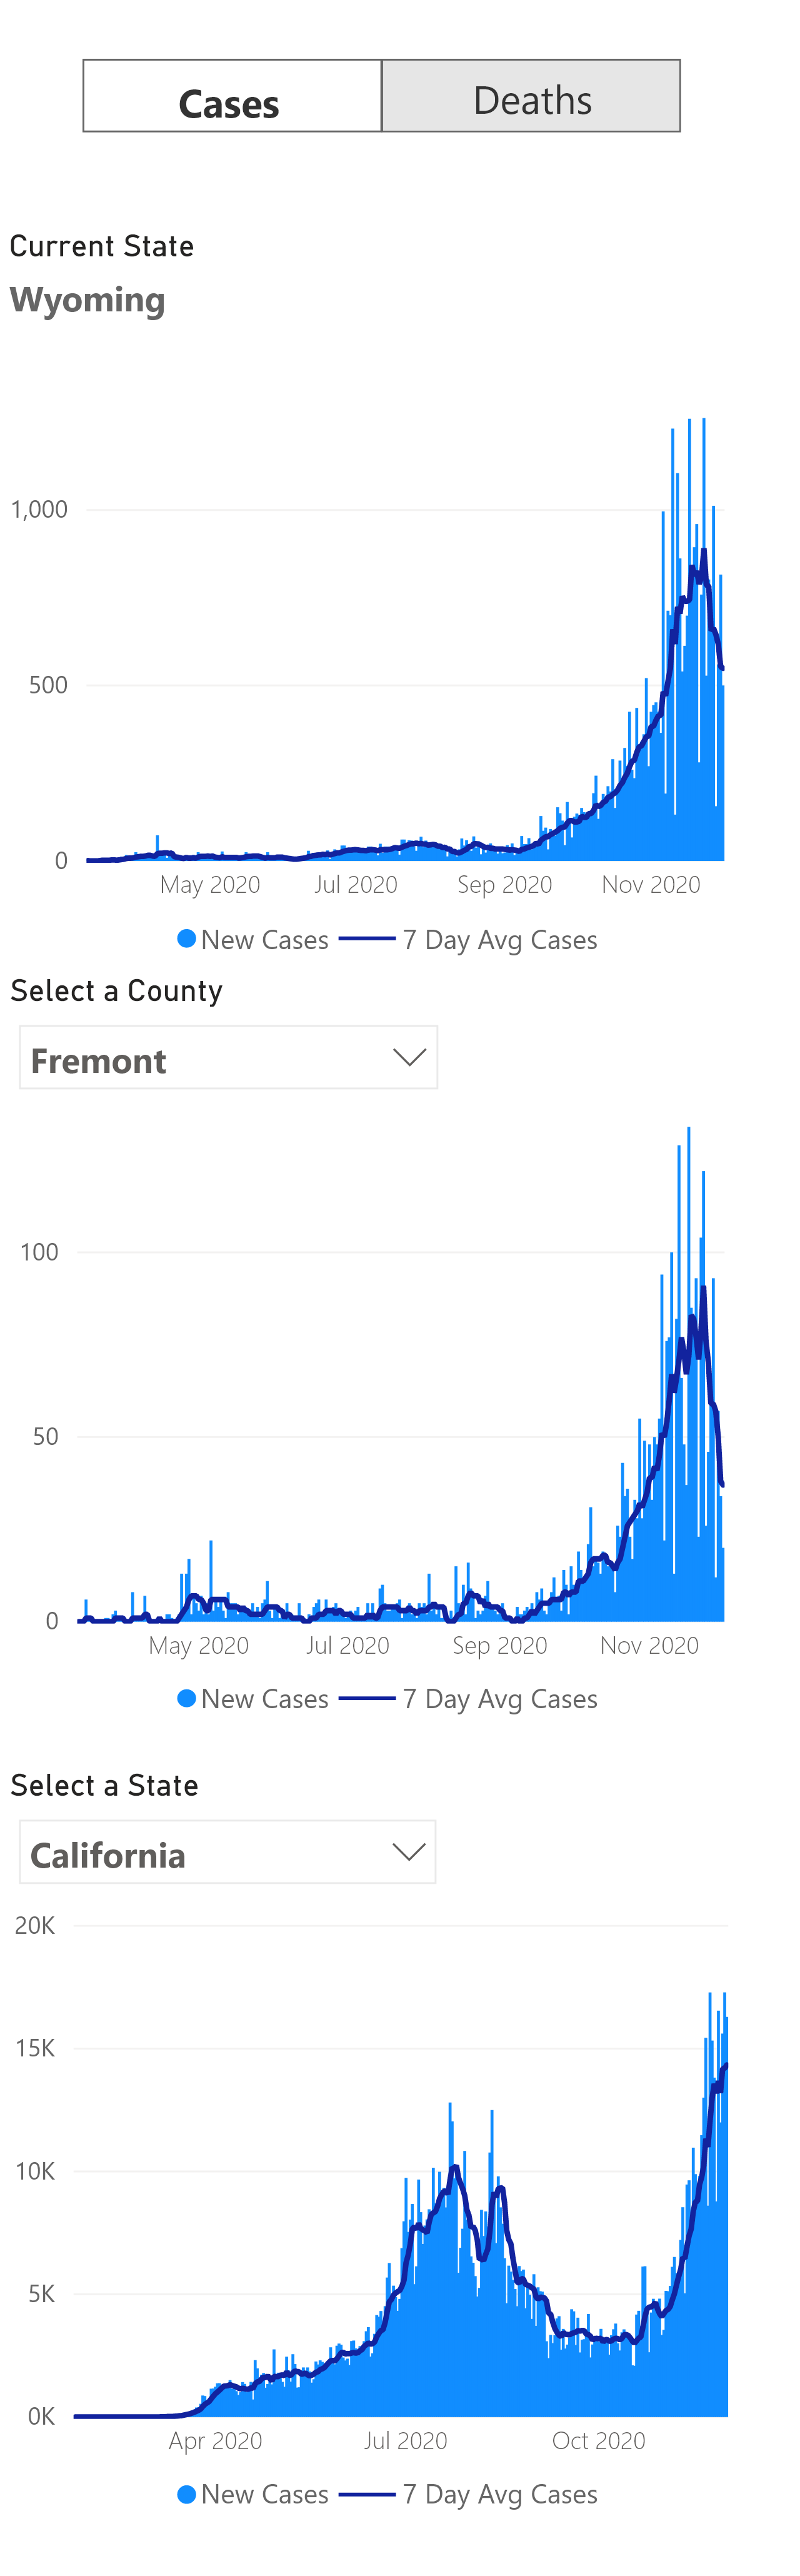 Cases Deaths
Current State
Wyoming
1,000
500
0
May 2020 Jul 2020 Sep 2020 Nov 2020
New Cases 7 Day Avg Cases
Select a County
Fremont
100
50
0
May 2020 Jul 2020 Sep 2020 Nov 2020
New Cases 7 Day Avg Cases
Select a State
California
20K
15K
10K
5K
0K
Apr 2020 Jul 2020 Oct 2020
New Cases 7 Day Avg Cases